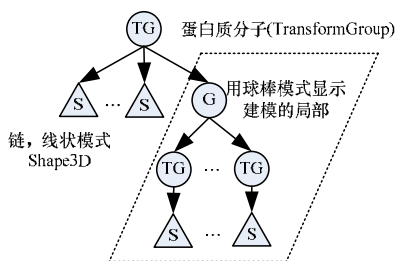 TG
蛋白质分子(TransformGroup)
S ... S
G
用球棒模式显示
建模的局部
链，线状模式
Shape3D
TG ... TG
S ... S